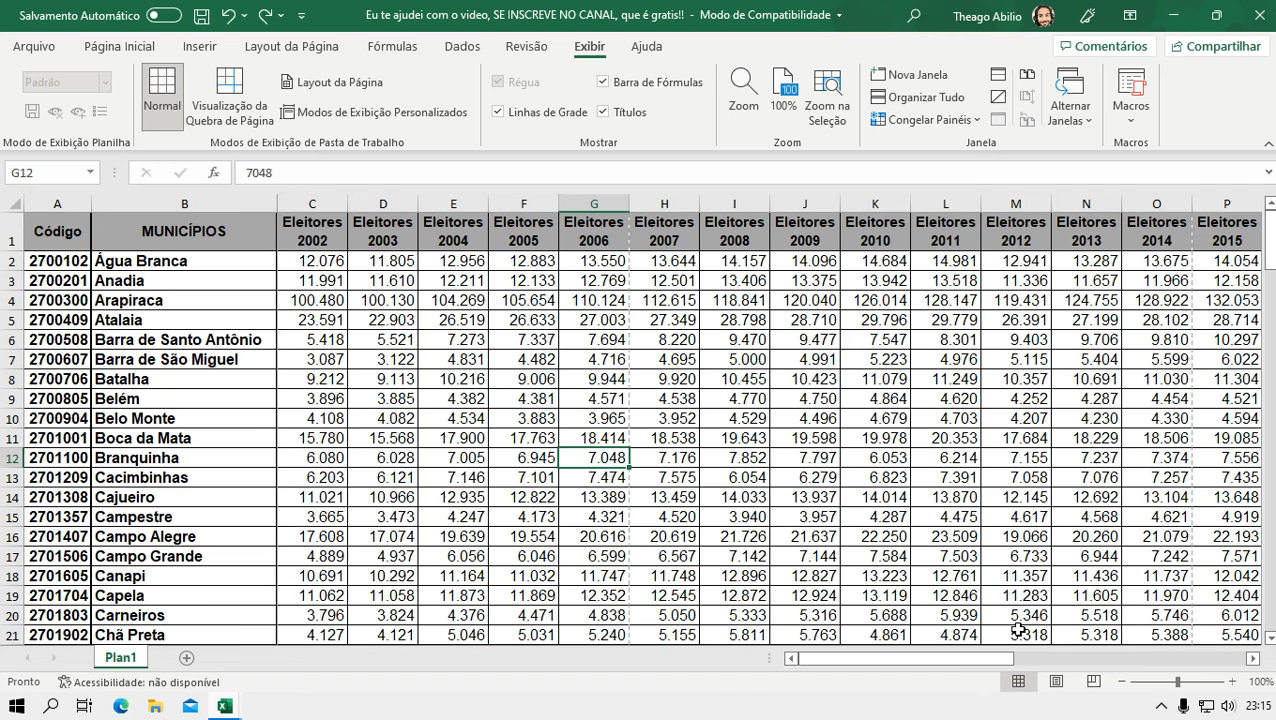 Salvamento Automático
Eu te ajudei com o video, SE INSCREVE NO CANAL, que é gratis!! - Modo de Compatibilidade
Theago Abilio
Arquivo Página Inicial Inserir Layout da Página Fórmulas Dados Revisão Exibir Ajuda
Comentários Compartilhar
Padrão
Normal
Visualização da
Quebra de Página
Layout da Página
Modos de Exibição Personalizados
Régua
Barra de Fórmulas
Linhas de Grade
Títulos
Zoom
100
100%
Zoom na
Seleção
Nova Janela
Organizar Tudo
Congelar Painéis
Alternar
Janelas
Macros
Modo de Exibição Planilha Modos de Exibição de Pasta de Trabalho Mostrar Zoom Janela Macros
G12 fx 7048
A B C D E F G H I J K L M N O P
Eleitores Eleitores Eleitores Eleitores Eleitores Eleitores Eleitores Eleitores Eleitores Eleitores Eleitores Eleitores Eleitores Eleitores
1 Código MUNICÍPIOS 2002 2003 2004 2005 2006 2007 2008 2009 2010 2011 2012 2013 2014 2015
2 2700102 Água Branca 12.076 11.805 12.956 12.883 13.550 13.644 14.157 14.096 14.684 14.981 12.941 13.287 13.675 14.054
3 2700201 Anadia 11.991 11.610 12.211 12.133 12.769 12.501 13.406 13.375 13.942 13.518 11.336 11.657 11.966 12.158
4 2700300 Arapiraca 100.480 100.130 104.269 105.654 110.124 112.615 118.841 120.040 126.014 128.147 119.431 124.755 128.922 132.053
5 2700409 Atalaia 23.591 22.903 26.519 26.633 27.003 27.349 28.798 28.710 29.796 29.779 26.391 27.199 28.102 28.714
6 2700508 Barra de Santo Antônio 5.418 5.521 7.273 7.337 7.694 8.220 9.470 9.477 7.547 8.301 9.403 9.706 9.810 10.297
7 2700607 Barra de São Miguel 3.087 3.122 4.831 4.482 4.716 4.695 5.000 4.991 5.223 4.976 5.115 5.404 5.599 6.022
8 2700706 Batalha 9.212 9.113 10.216 9.006 9.944 9.920 10.455 10.423 11.079 11.249 10.357 10.691 11.030 11.304
9 2700805 Belém 3.896 3.885 4.382 4.381 4.571 4.538 4.770 4.750 4.864 4.620 4.252 4.287 4.454 4.521
10 2700904 Belo Monte 4.108 4.082 4.534 3.883 3.965 3.952 4.529 4.496 4.679 4.703 4.207 4.230 4.330 4.594
11 2701001 Boca da Mata 15.780 15.568 17.900 17.763 18.414 18.538 19.643 19.598 19.978 20.353 17.684 18.229 18.506 19.085
12 2701100 Branquinha 6.080 6.028 7.005 6.945 7.048 7.176 7.852 7.797 6.053 6.214 7.155 7.237 7.374 7.556
13 2701209 Cacimbinhas 6.203 6.121 7.146 7.101 7.474 7.575 6.054 6.279 6.823 7.391 7.058 7.076 7.257 7.435
14 2701308 Cajueiro 11.021 10.966 12.935 12.822 13.389 13.459 14.030 13.937 14.014 13.870 12.145 12.692 13.104 13.648
15 2701357 Campestre 3.665 3.473 4.247 4.173 4.321 4.520 3.940 3.957 4.287 4.475 4.617 4.568 4.621 4.919
16 2701407 Campo Alegre 17.608 17.074 19.639 19.554 20.616 20.619 21.726 21.637 22.250 23.509 19.066 20.260 21.079 22.193
17 2701506 Campo Grande 4.889 4.937 6.056 6.046 6.599 6.567 7.142 7.144 7.584 7.503 6.733 6.944 7.242 7.571
18 2701605 Canapi 10.691 10.292 11.164 11.032 11.747 11.748 12.896 12.827 13.223 12.761 11.357 11.436 11.737 12.042
19 2701704 Capela 11.062 11.058 11.873 11.869 12.352 12.545 12.872 12.924 13.119 12.846 11.283 11.605 11.970 12.404
20 2701803 Carneiros 3.796 3.824 4.376 4.471 4.838 5.050 5.333 5.316 5.688 5.939 5.346 5.518 5.746 6.012
21 2701902 Chã Preta 4.127 4.121 5.046 5.031 5.240 5.155 5.811 5.763 4.861 4.874 5.318 5.318 5.388 5.540
Plan1
Pronto Acessibilidade: não disponível 100%
23:15